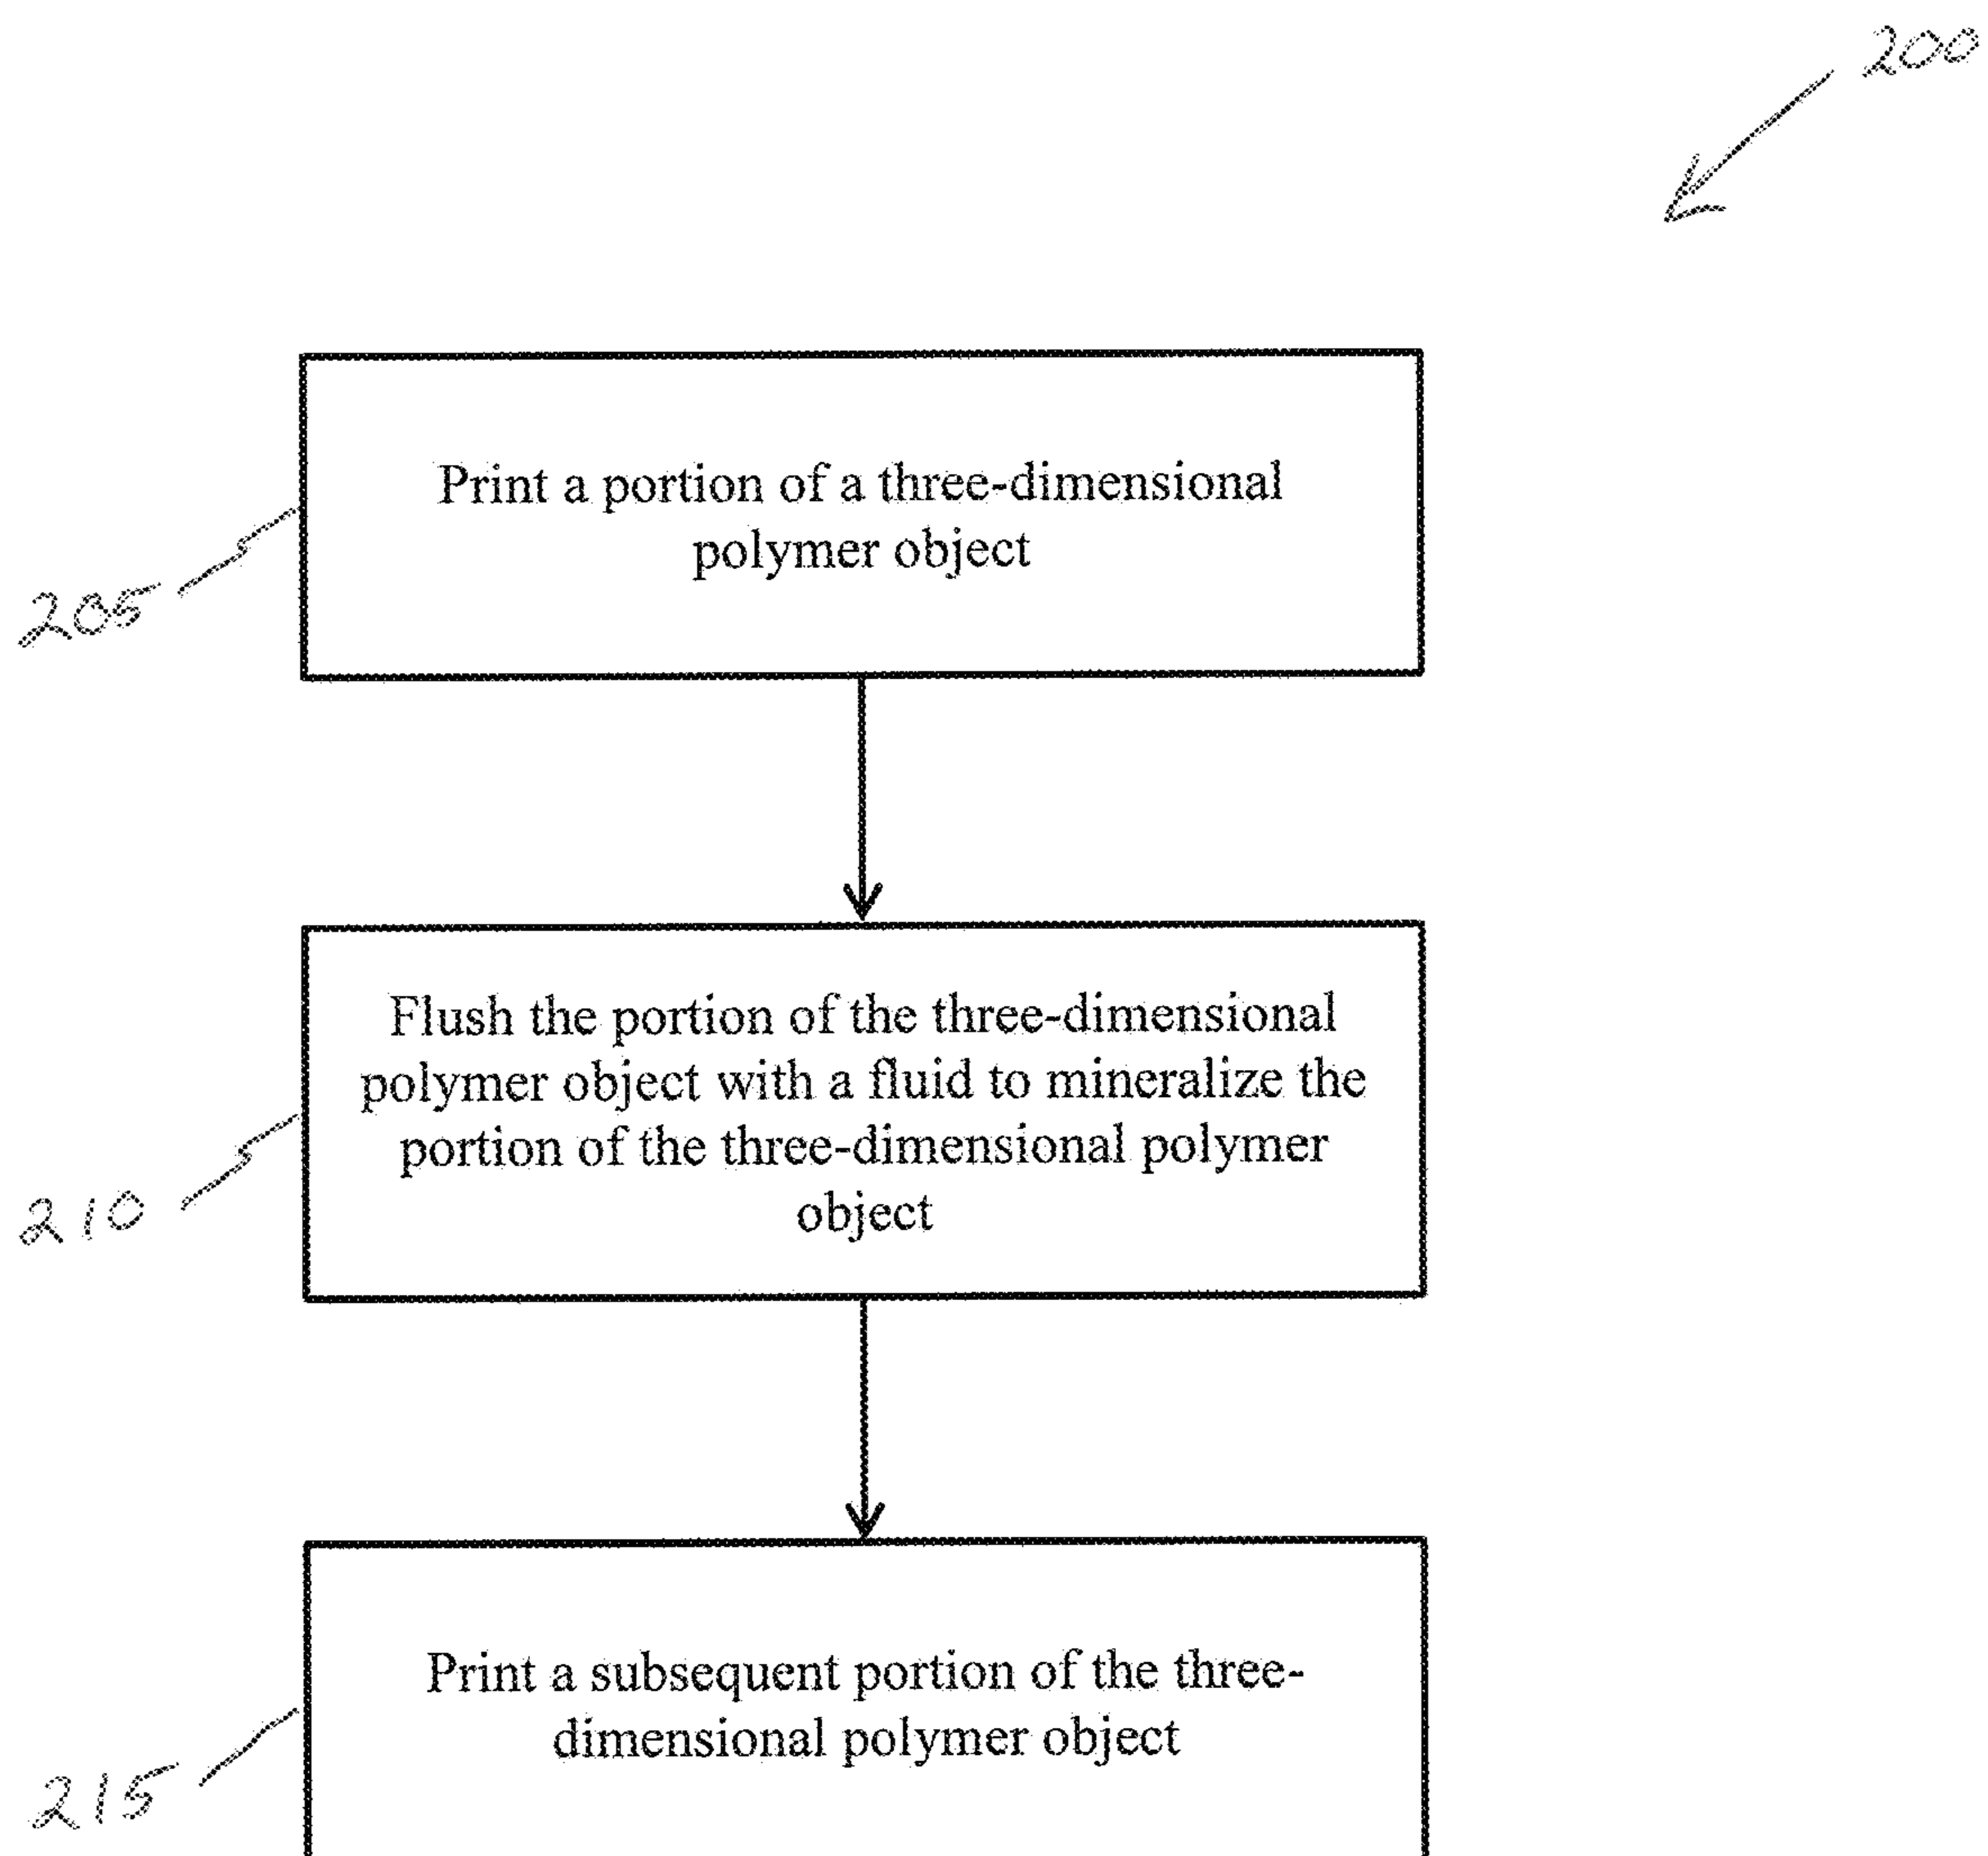 200
Print a portion of a three-dimensional
polymer object
205
Flush the portion of the three-dimensional
polymer object with a fluid to mineralize the
portion of the three-dimensional polymer
object
210
Print a subsequent portion of the three-
dimensional polymer object
215